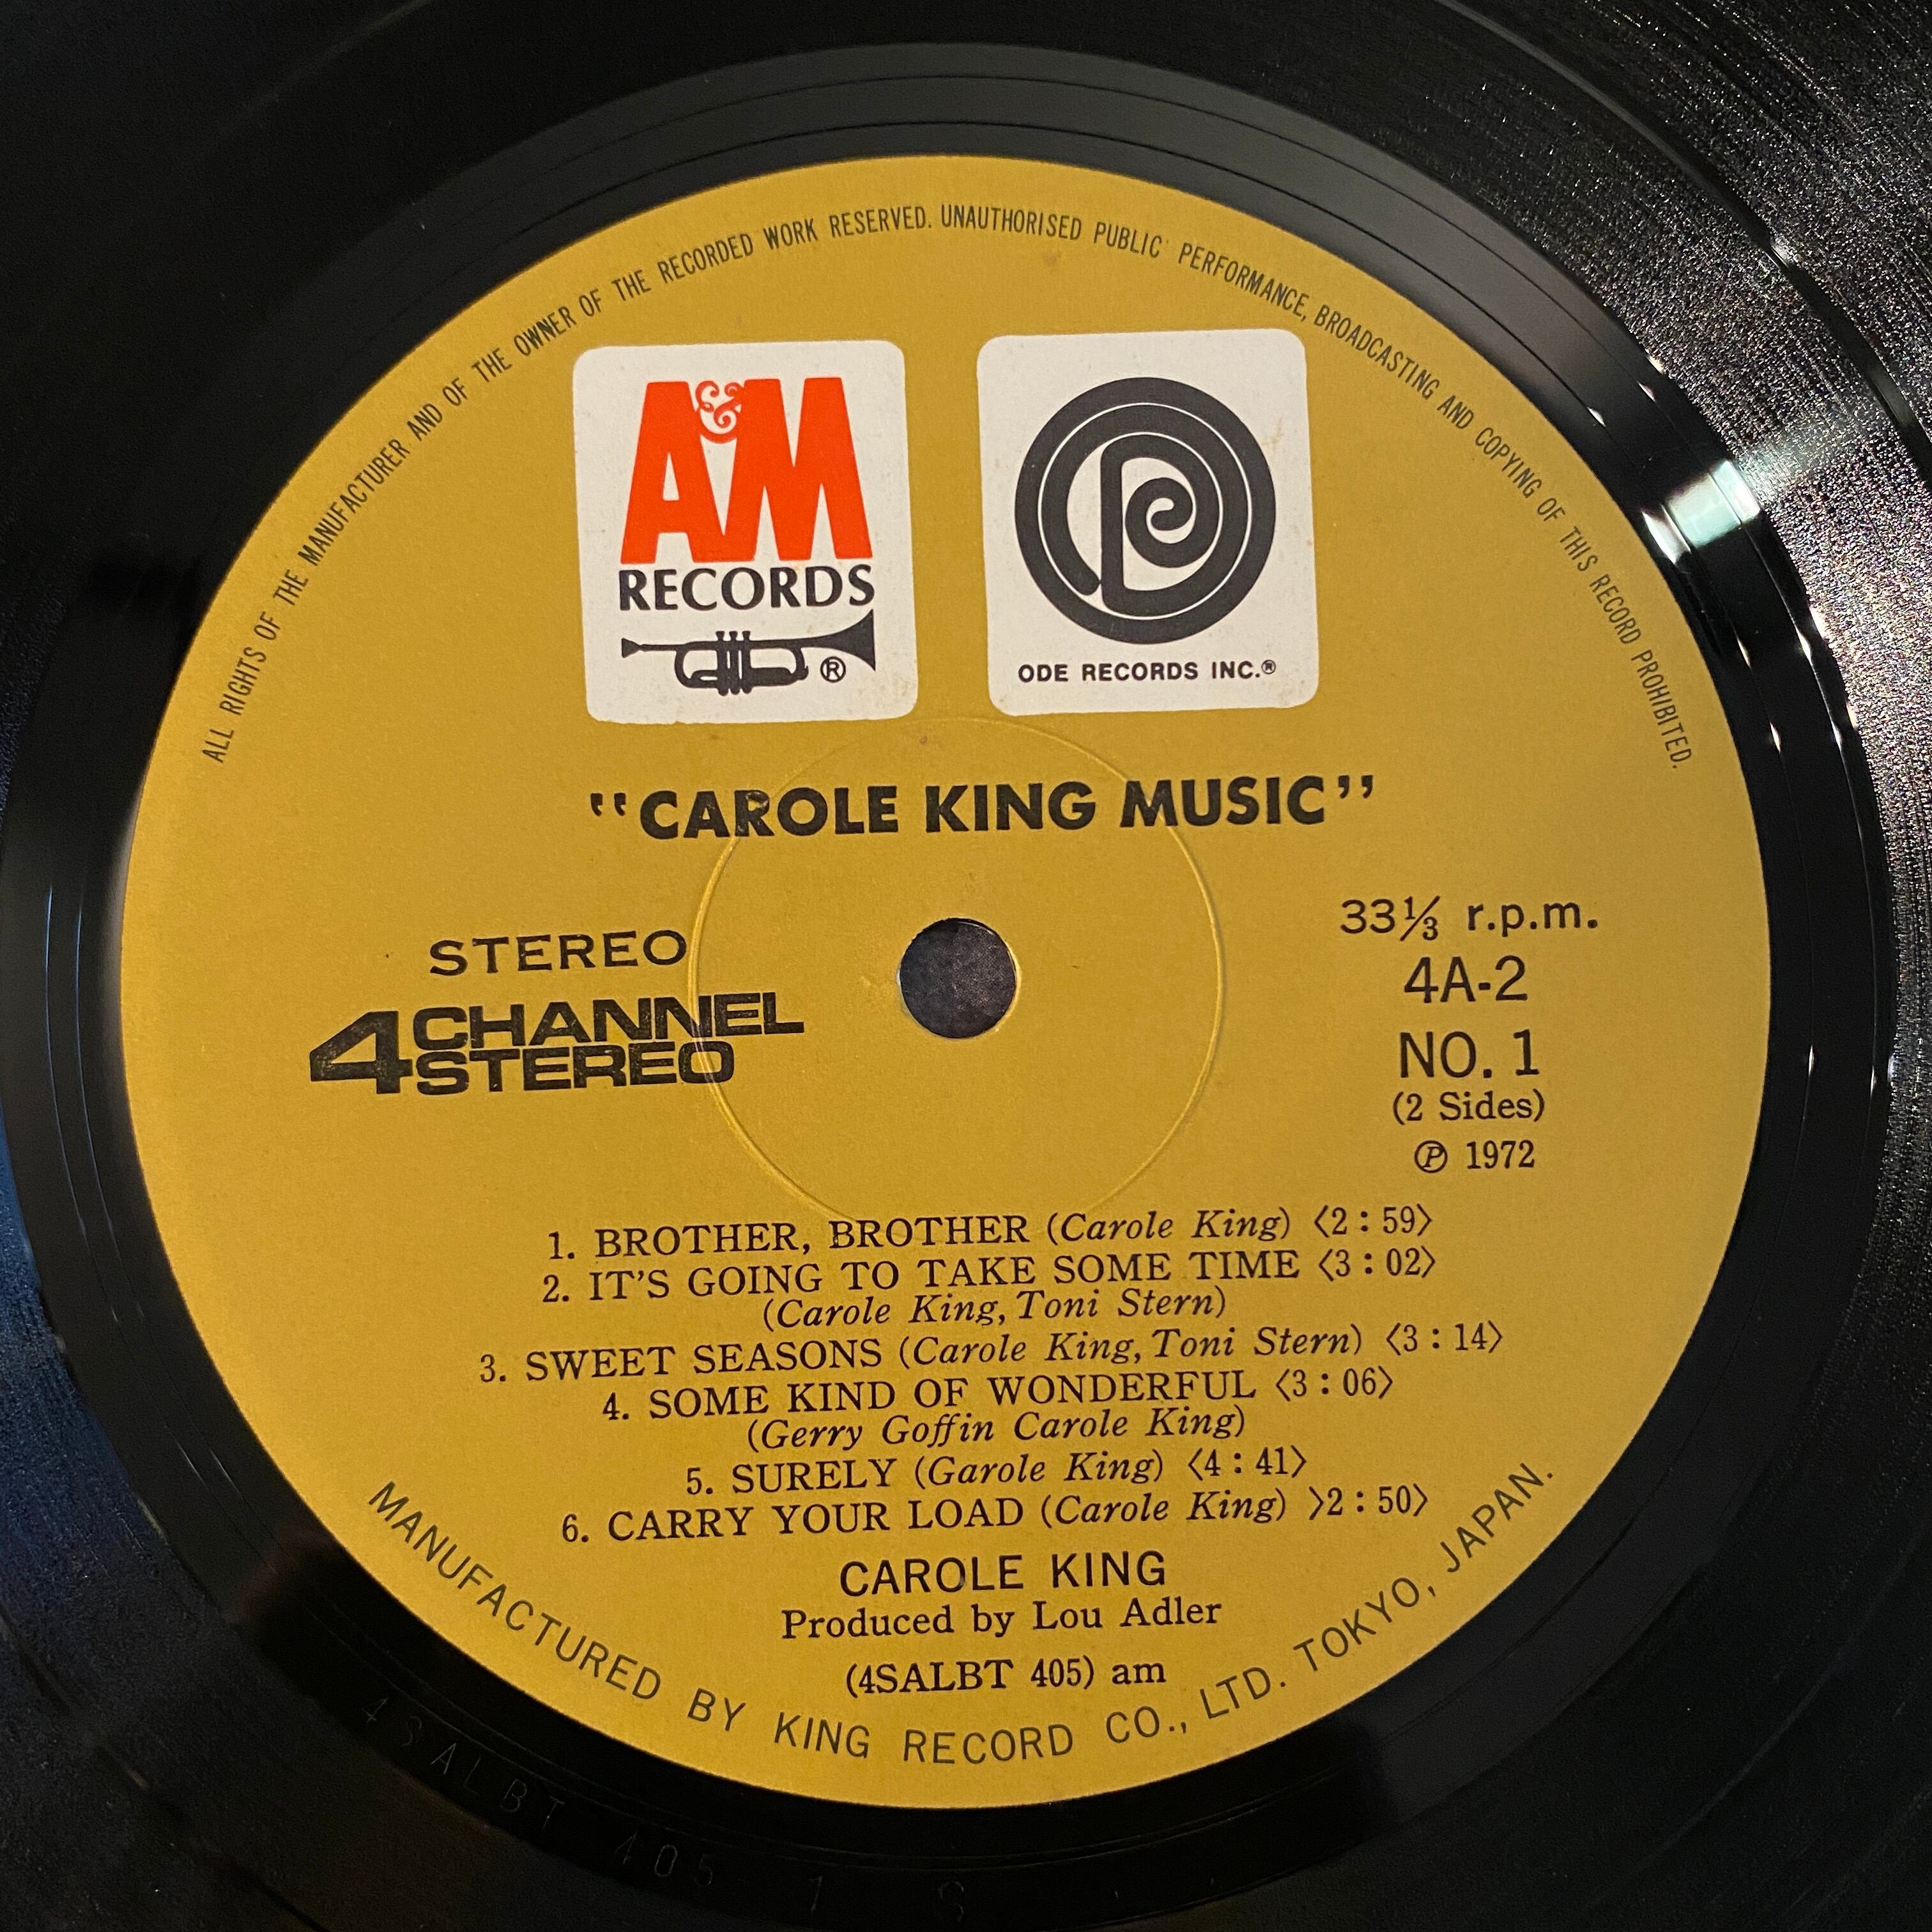 ALL RIGHTS OF THE MANUFACTURER AND OF THE OWNER OF THE RECORDED WORK RESERVED. UNAUTHORISED PUBLIC PERFORMANCE, BROADCASTING AND COPYING OF THIS RECORD PROHIBITED.
A&M
RECORDS
®
ODE RECORDS INC.®
"CAROLE KING MUSIC"
STEREO
4 CHANNEL
STEREO
33⅓ r.p.m.
4A-2
NO. 1
(2 Sides)
℗ 1972
1. BROTHER, BROTHER (Carole King) 〈2:59〉
2. IT'S GOING TO TAKE SOME TIME 〈3:02〉
(Carole King, Toni Stern)
3. SWEET SEASONS (Carole King, Toni Stern) 〈3:14〉
4. SOME KIND OF WONDERFUL 〈3:06〉
(Gerry Goffin Carole King)
5. SURELY (Garole King) 〈4:41〉
6. CARRY YOUR LOAD (Carole King) 〉2:50〉
CAROLE KING
Produced by Lou Adler
(4SALBT 405) am
MANUFACTURED BY KING RECORD CO., LTD. TOKYO, JAPAN.
4SALBT 405 1 S